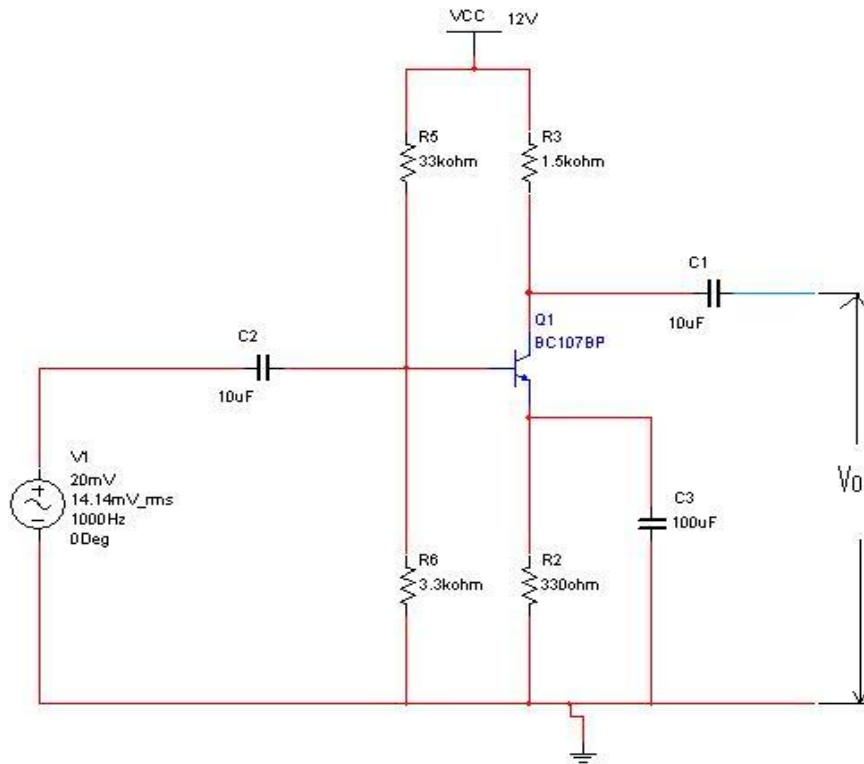 VCC 12V
R5
33kohm
R3
1.5kohm
C1
10uF
Q1
BC107BP
C2
10uF
V1
20mV
14.14mV_rms
1000Hz
0Deg
Vo
C3
100uF
R6
3.3kohm
R2
330ohm